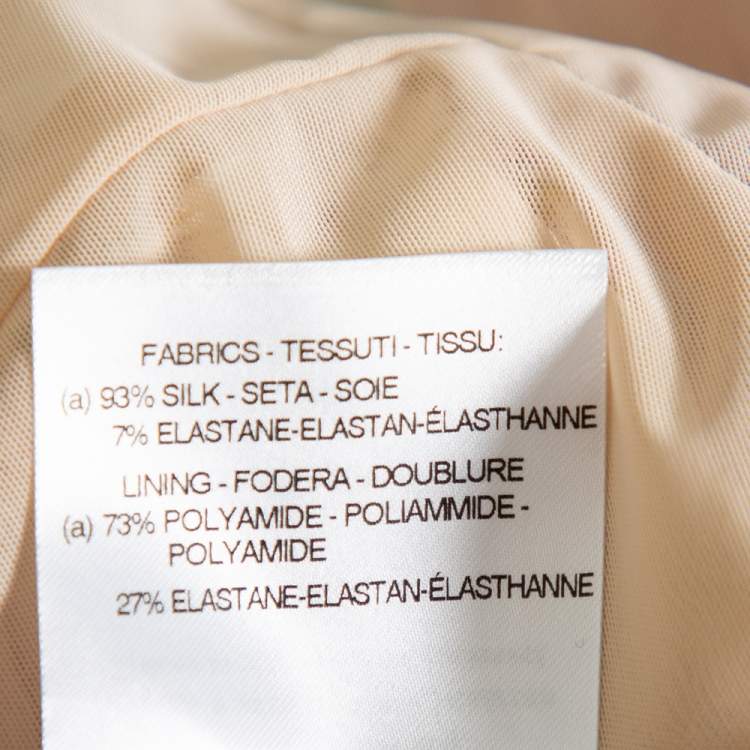 FABRICS - TESSUTI - TISSU:
(a) 93% SILK - SETA - SOIE
7% ELASTANE-ELASTAN-ÉLASTHANNE
LINING - FODERA - DOUBLURE
(a) 73% POLYAMIDE - POLIAMMIDE -
POLYAMIDE
27% ELASTANE-ELASTAN-ÉLASTHANNE